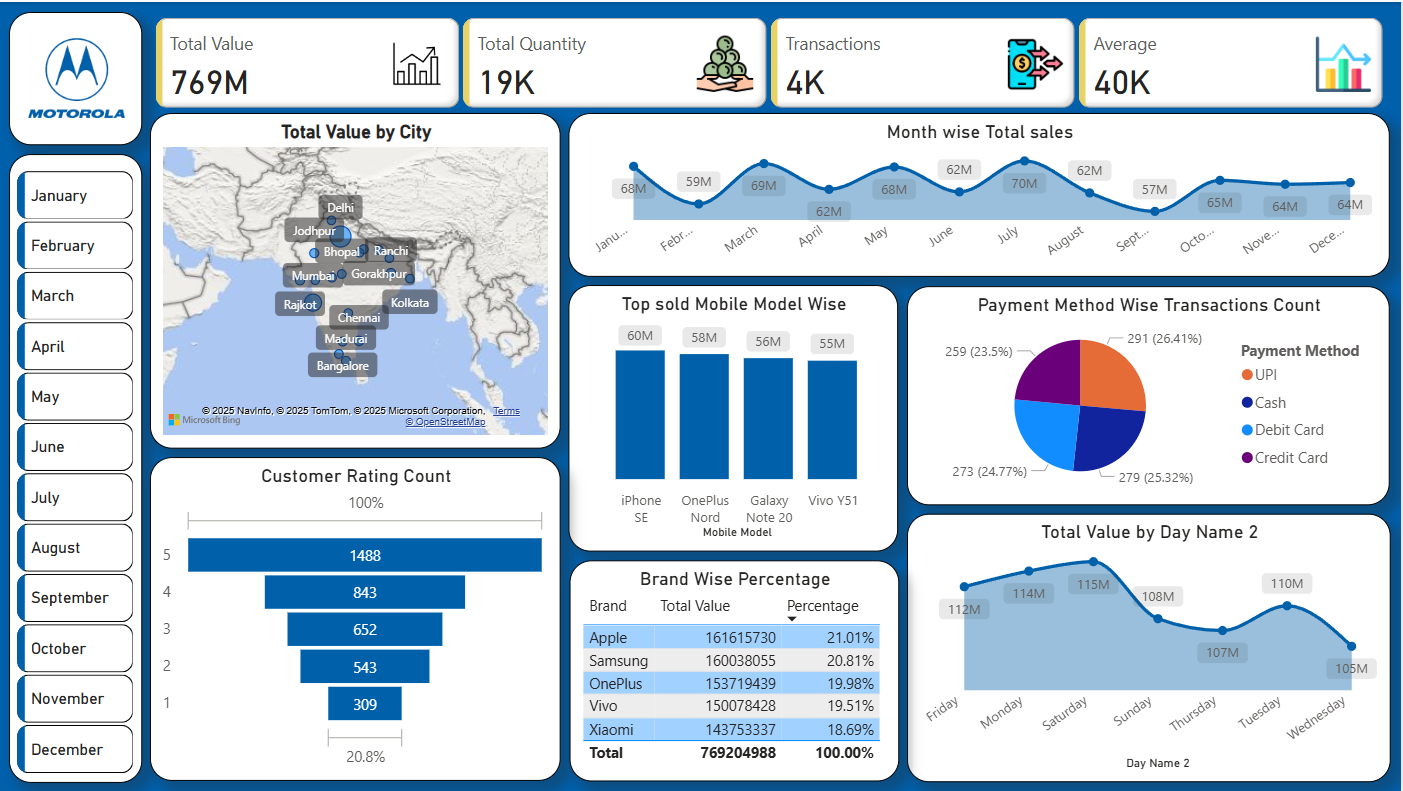 MOTOROLA
Total Value
769M
Total Quantity
19K
Transactions
4K
Average
40K
January
February
March
April
May
June
July
August
September
October
November
December
Total Value by City
Delhi
Jodhpur
Bhopal
Ranchi
Mumbai
Gorakhpur
Rajkot
Kolkata
Chennai
Madurai
Bangalore
© 2025 NavInfo, © 2025 TomTom, © 2025 Microsoft Corporation, Terms
Microsoft Bing
© OpenStreetMap
Month wise Total sales
68M
59M
69M
62M
68M
62M
70M
62M
57M
65M
64M
64M
Janu...
Febr...
March
April
May
June
July
August
Sept...
Octo...
Nove...
Dece...
Customer Rating Count
100%
5 1488
4 843
3 652
2 543
1 309
20.8%
Top sold Mobile Model Wise
60M
58M
56M
55M
iPhone SE
OnePlus Nord
Galaxy Note 20
Vivo Y51
Mobile Model
Payment Method Wise Transactions Count
291 (26.41%)
259 (23.5%)
273 (24.77%)
279 (25.32%)
Payment Method
UPI
Cash
Debit Card
Credit Card
Brand Wise Percentage
Brand Total Value Percentage
Apple 161615730 21.01%
Samsung 160038055 20.81%
OnePlus 153719439 19.98%
Vivo 150078428 19.51%
Xiaomi 143753337 18.69%
Total 769204988 100.00%
Total Value by Day Name 2
112M
114M
115M
108M
107M
110M
105M
Friday
Monday
Saturday
Sunday
Thursday
Tuesday
Wednesday
Day Name 2